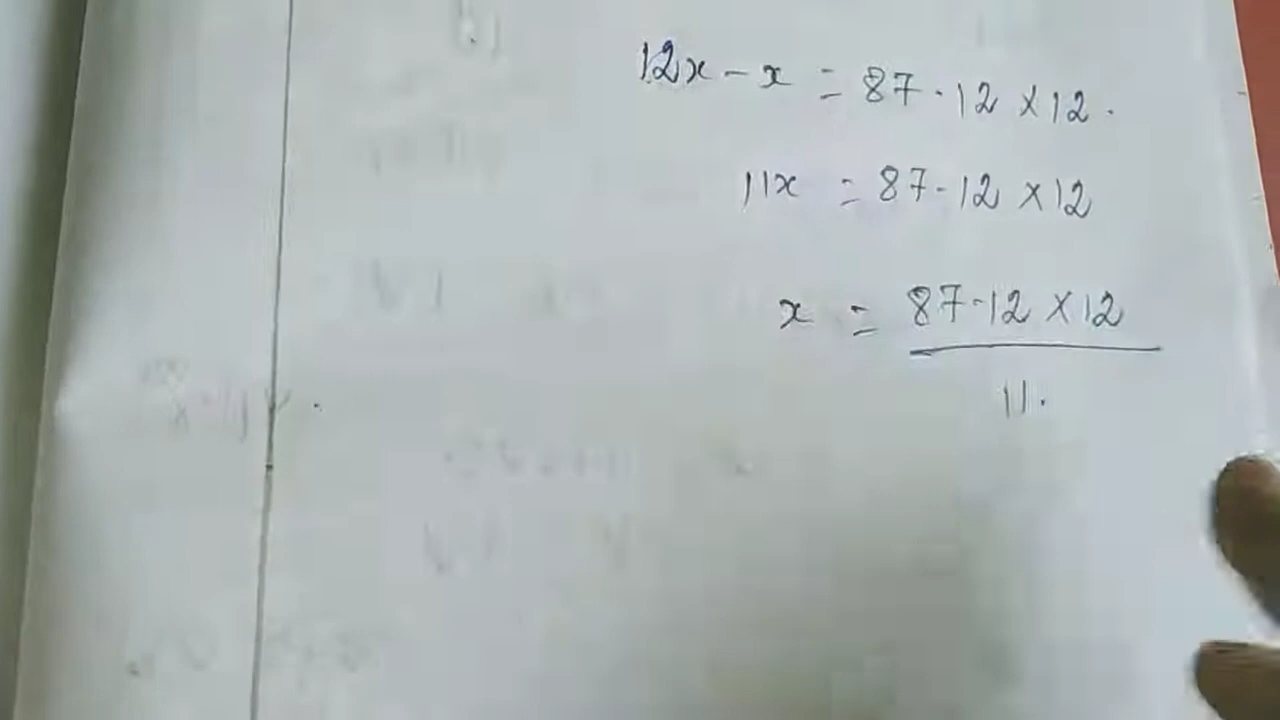 12x - x = 87.12 × 12.
11x = 87.12 × 12
x = 87.12 × 12
11.